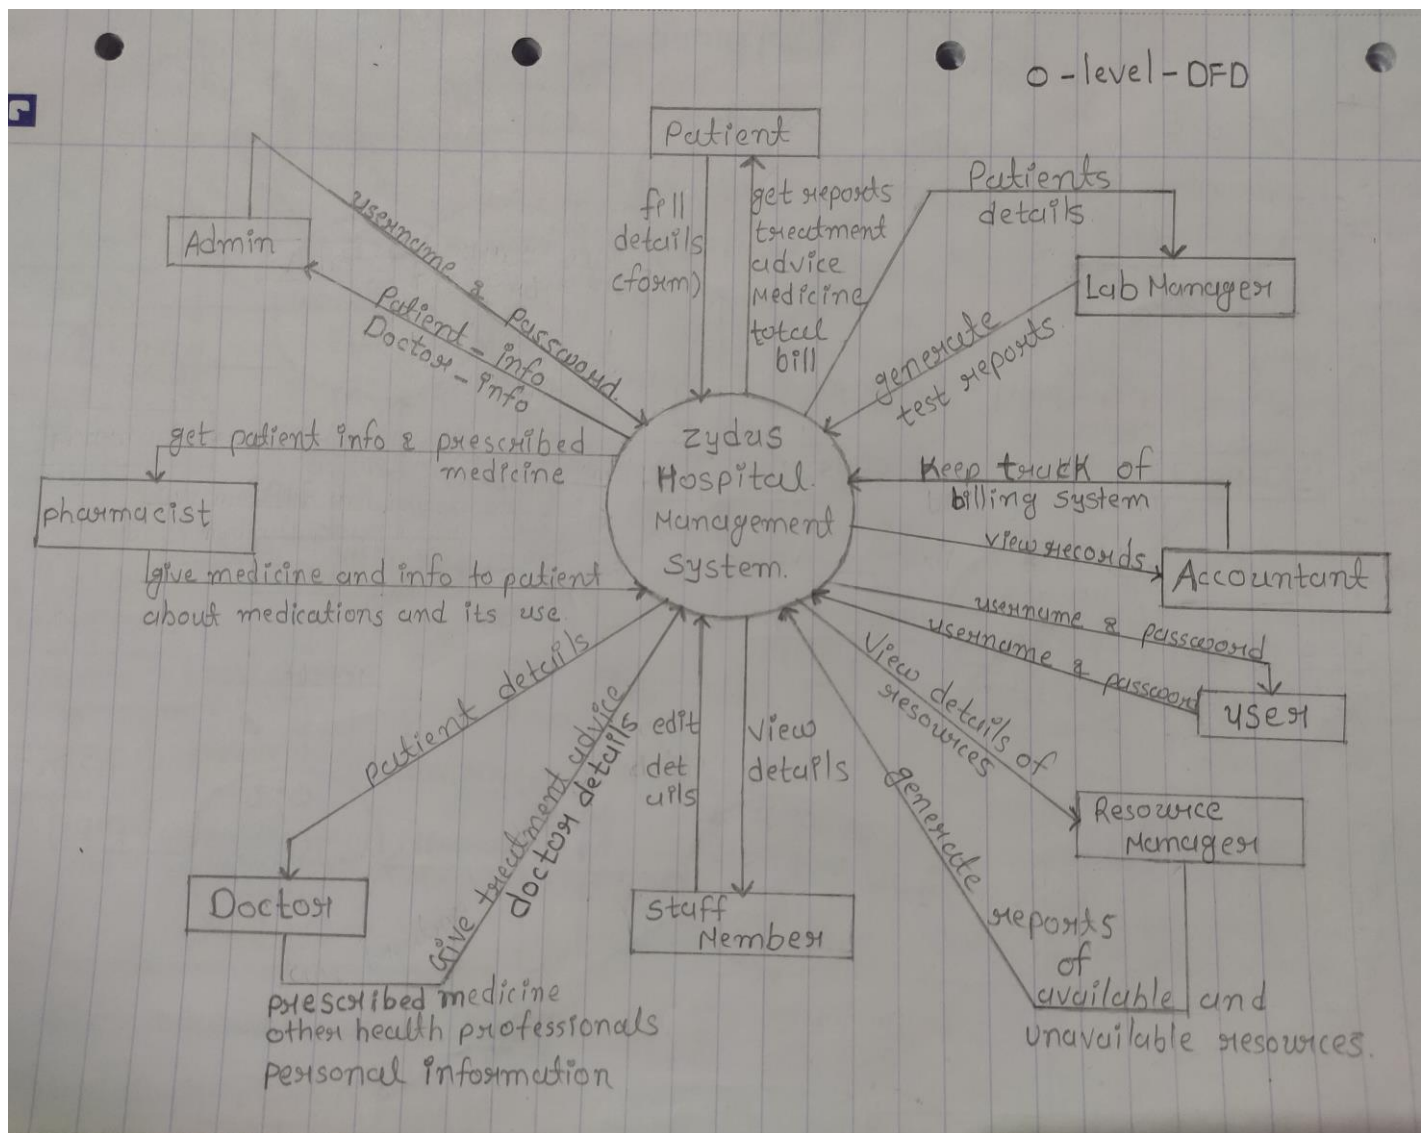 0-level-DFD
Patient
fill
details
(form)
get reports
treatment
advice
Medicine
total
bill
Patients
details
Lab Manager
generate
test reports
Admin
username & password.
Patient-info
Doctor-info
get patient info & prescribed
medicine
pharmacist
give medicine and info to patient
about medications and its use
Zydus
Hospital
Management
System.
Keep track of
billing system
view records
Accountant
username & password
username & password
user
View details of
resources
Resource
Manager
generate
reports
of
available and
unavailable resources.
patient details
Doctor
Give treatment advice
doctor details
prescribed medicine
other health professionals
personal information
edit
det
ails
view
details
Staff
Member